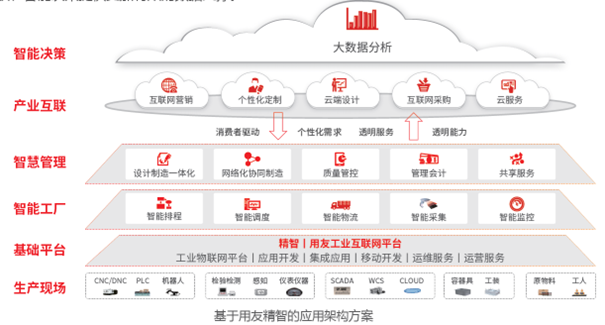 智能决策
大数据分析
产业互联
互联网营销 个性化定制 云端设计 互联网采购 云服务
消费者驱动 个性化需求 透明服务 透明能力
智慧管理
设计制造一体化 网络化协同制造 质量管控 管理会计 共享服务
智能工厂
智能排程 智能调度 智能物流 智能采集 智能监控
基础平台
精智丨用友工业互联网平台
工业物联网平台丨应用开发丨集成应用丨移动开发丨运维服务丨运营服务
生产现场
CNC/DNC PLC 机器人 检验检测 感知 仪表仪器 SCADA WCS CLOUD 容器具 工装 原物料 工人
基于用友精智的应用架构方案